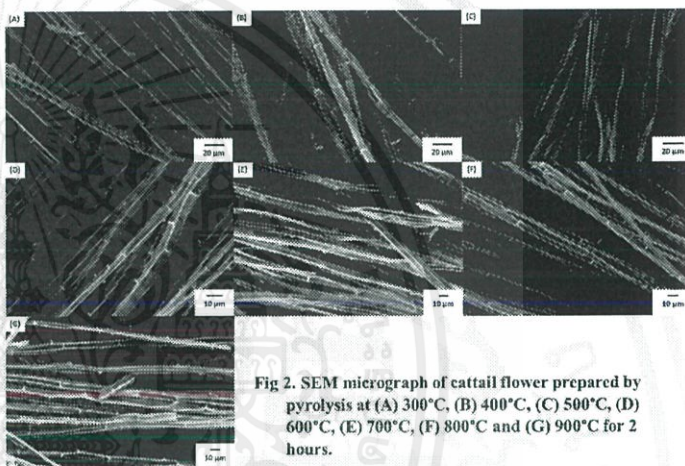 (A)
(B)
(C)
20 μm
20 μm
20 μm
(D)
(E)
(F)
10 μm
10 μm
10 μm
(G)
10 μm
Fig 2. SEM micrograph of cattail flower prepared by
pyrolysis at (A) 300°C, (B) 400°C, (C) 500°C, (D)
600°C, (E) 700°C, (F) 800°C and (G) 900°C for 2
hours.